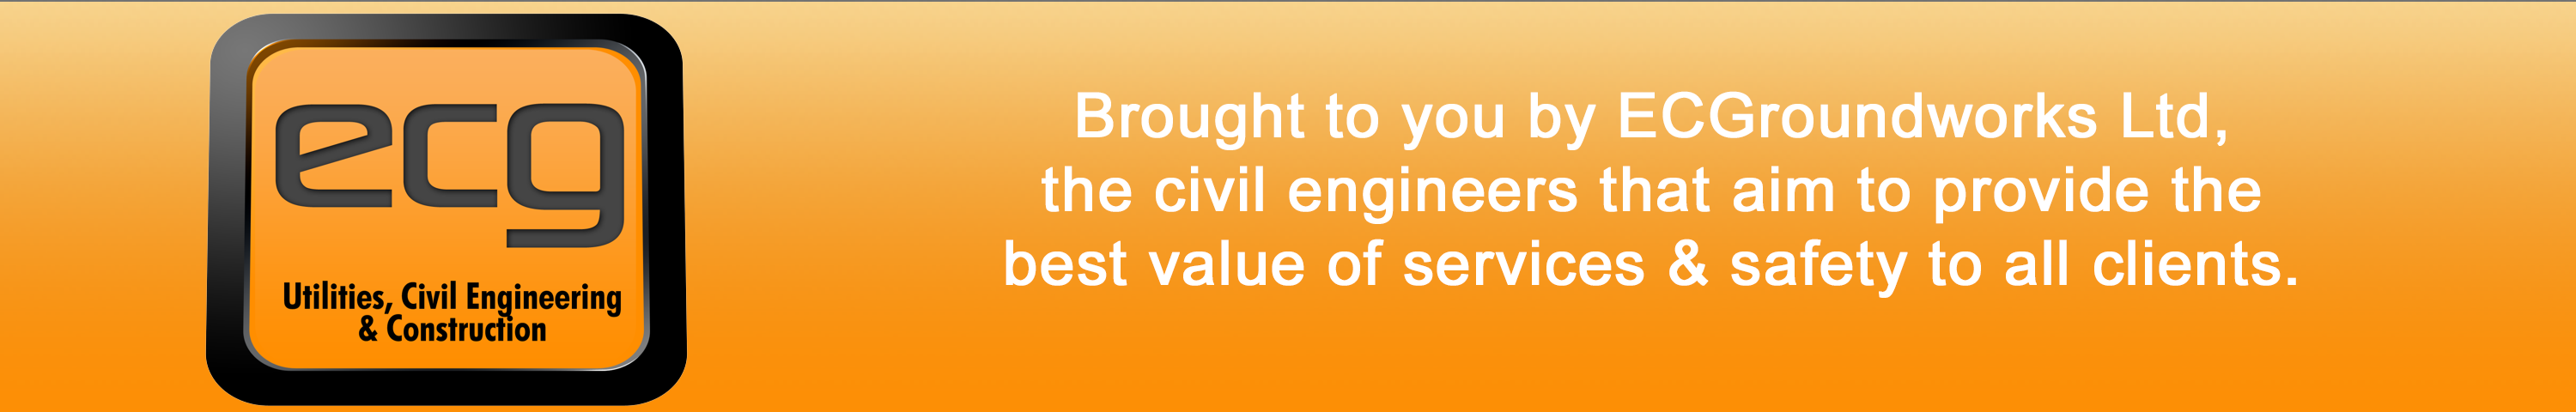 ecg
Utilities, Civil Engineering
& Construction
Brought to you by ECGroundworks Ltd,
the civil engineers that aim to provide the
best value of services & safety to all clients.